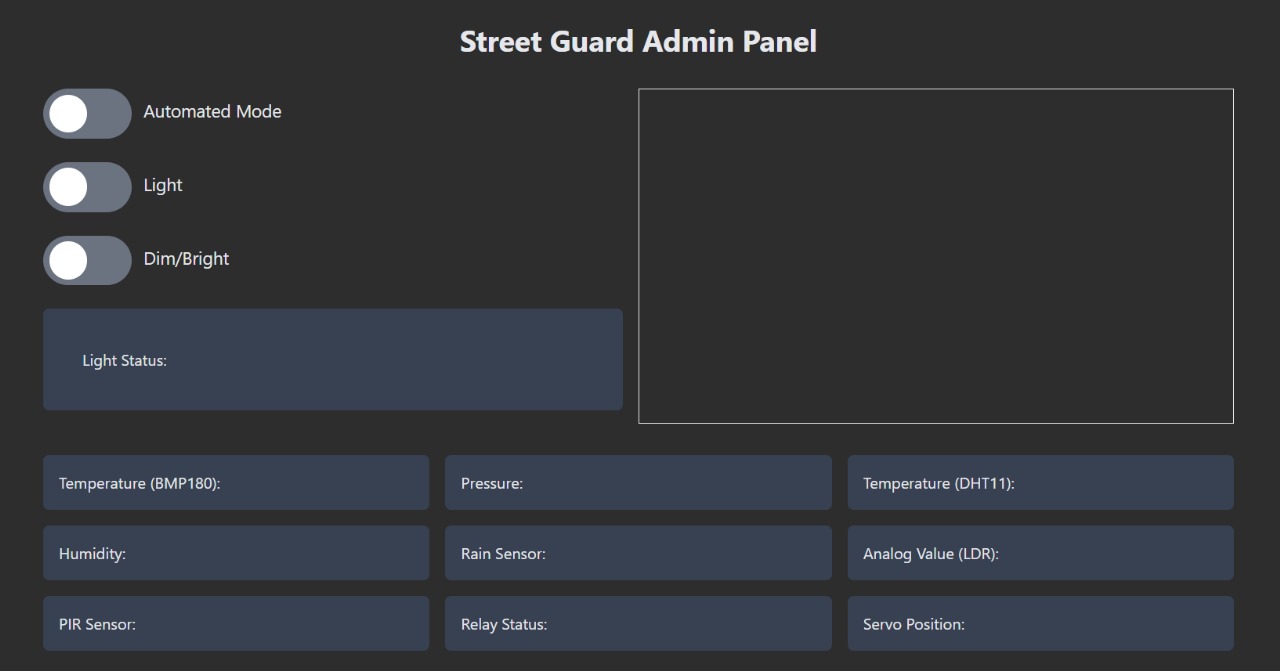 Street Guard Admin Panel
Automated Mode
Light
Dim/Bright
Light Status:
Temperature (BMP180):
Pressure:
Temperature (DHT11):
Humidity:
Rain Sensor:
Analog Value (LDR):
PIR Sensor:
Relay Status:
Servo Position: